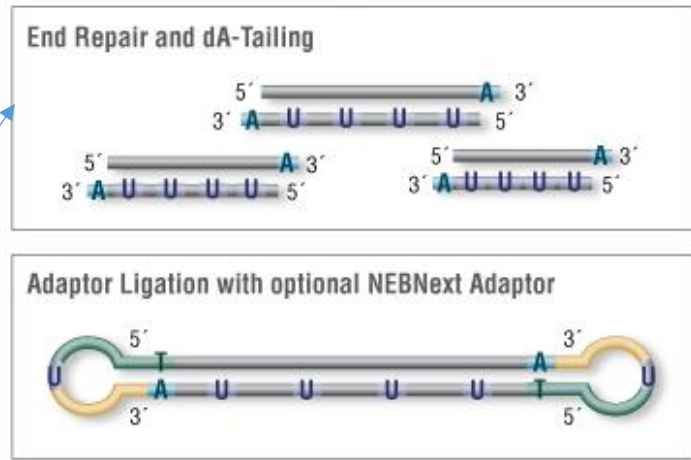 End Repair and dA-Tailing
5´ A 3´
3´ A U U U U 5´
5´ A 3´
3´ A U U U U 5´
5´ A 3´
3´ A U U U U 5´
Adaptor Ligation with optional NEBNext Adaptor
5´ 3´
T A
U U
A U U U U T
3´ 5´